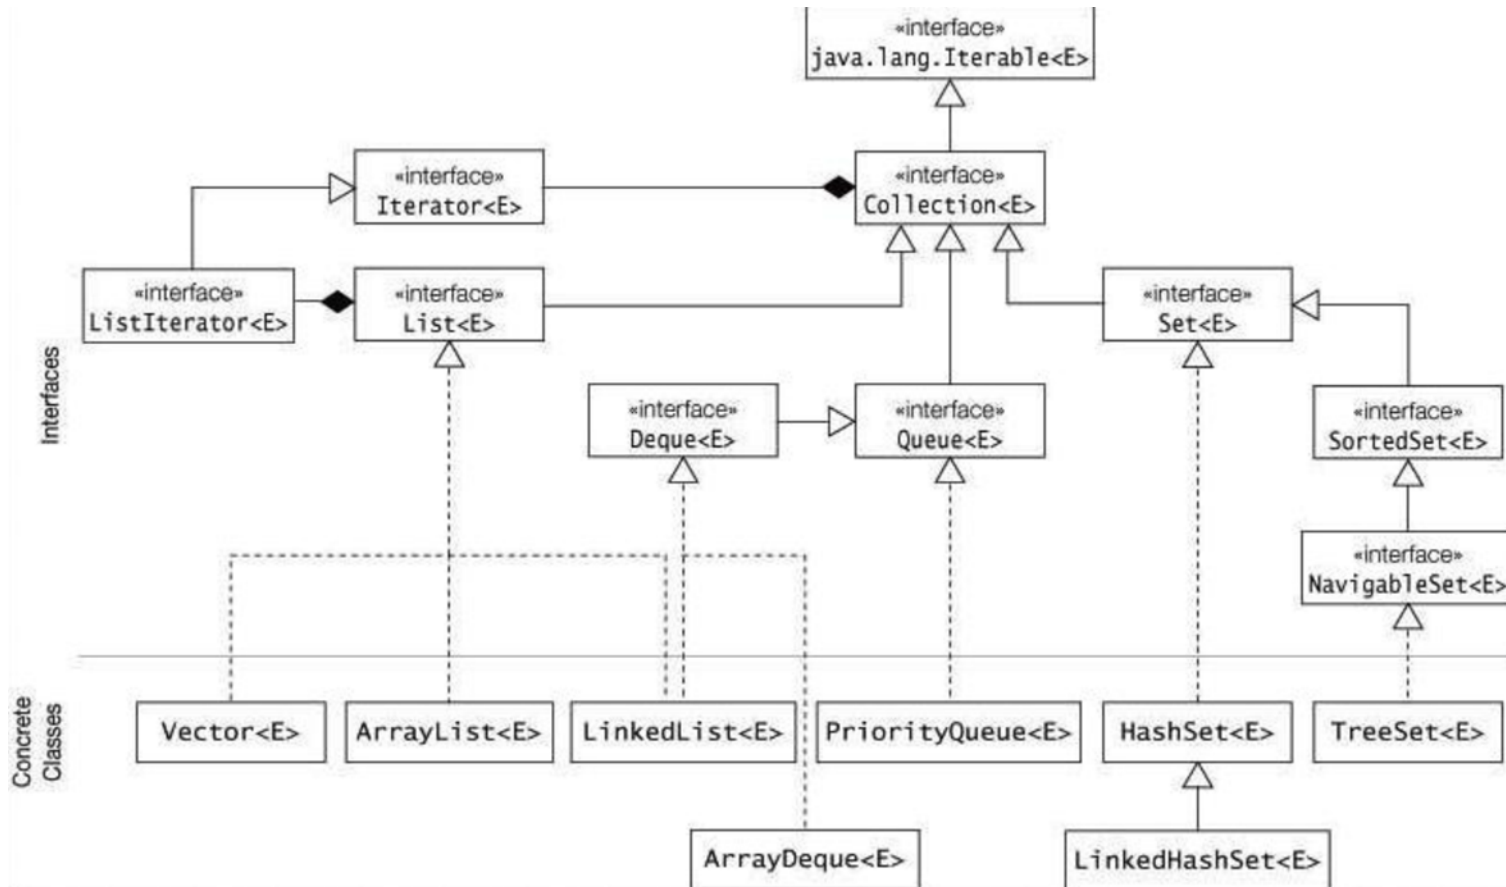 «interface»
java.lang.Iterable<E>
«interface»
Iterator<E>
«interface»
Collection<E>
«interface»
ListIterator<E>
«interface»
List<E>
«interface»
Set<E>
Interfaces
«interface»
Deque<E>
«interface»
Queue<E>
«interface»
SortedSet<E>
«interface»
NavigableSet<E>
Concrete
Classes
Vector<E>
ArrayList<E>
LinkedList<E>
PriorityQueue<E>
HashSet<E>
TreeSet<E>
ArrayDeque<E>
LinkedHashSet<E>